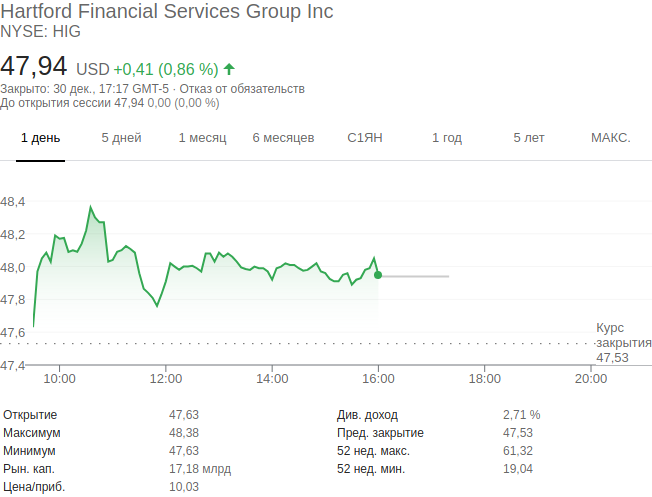 Hartford Financial Services Group Inc
NYSE: HIG
47,94 USD +0,41 (0,86 %)
Закрыто: 30 дек., 17:17 GMT-5 · Отказ от обязательств
До открытия сессии 47,94 0,00 (0,00 %)
1 день 5 дней 1 месяц 6 месяцев С1ЯН 1 год 5 лет МАКС.
48,4
48,2
48,0
47,8
47,6
47,4
Курс
закрытия
47,53
10:00 12:00 14:00 16:00 18:00 20:00
Открытие 47,63 Див. доход 2,71 %
Максимум 48,38 Пред. закрытие 47,53
Минимум 47,63 52 нед. макс. 61,32
Рын. кап. 17,18 млрд 52 нед. мин. 19,04
Цена/приб. 10,03